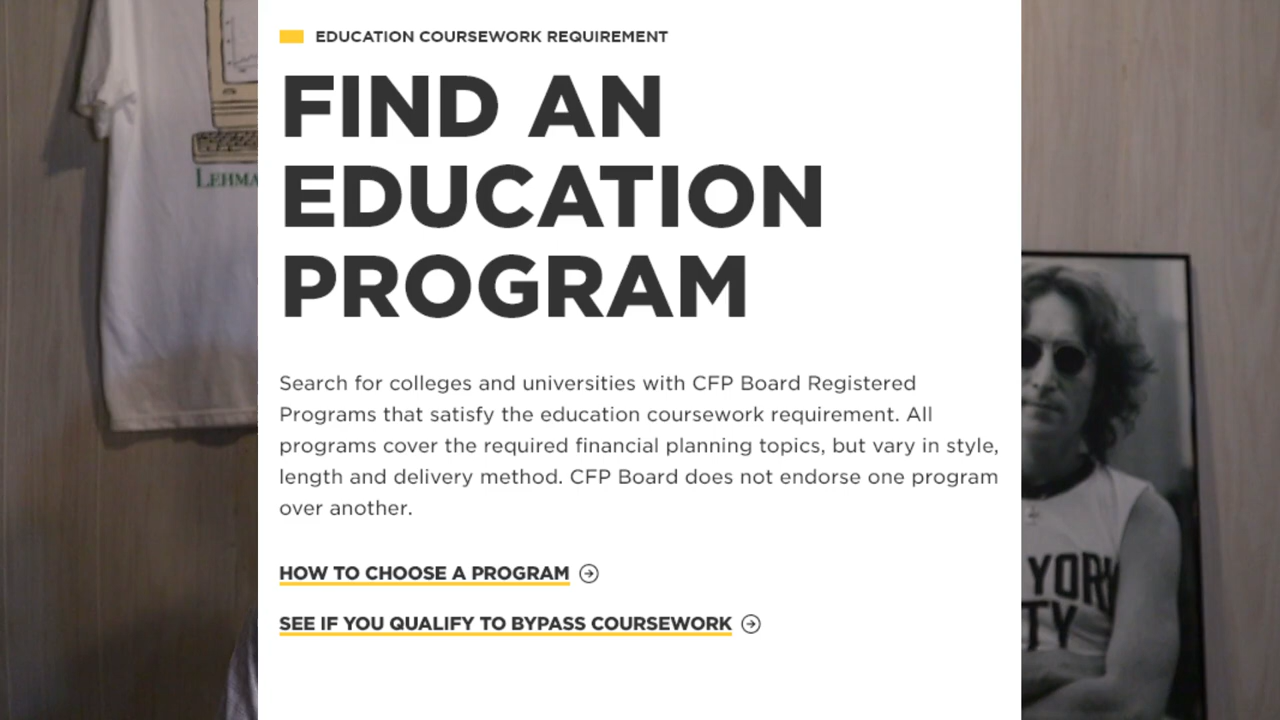 EDUCATION COURSEWORK REQUIREMENT
FIND AN
EDUCATION
PROGRAM
Search for colleges and universities with CFP Board Registered
Programs that satisfy the education coursework requirement. All
programs cover the required financial planning topics, but vary in style,
length and delivery method. CFP Board does not endorse one program
over another.
HOW TO CHOOSE A PROGRAM
SEE IF YOU QUALIFY TO BYPASS COURSEWORK
LEHMA
YORK
TY